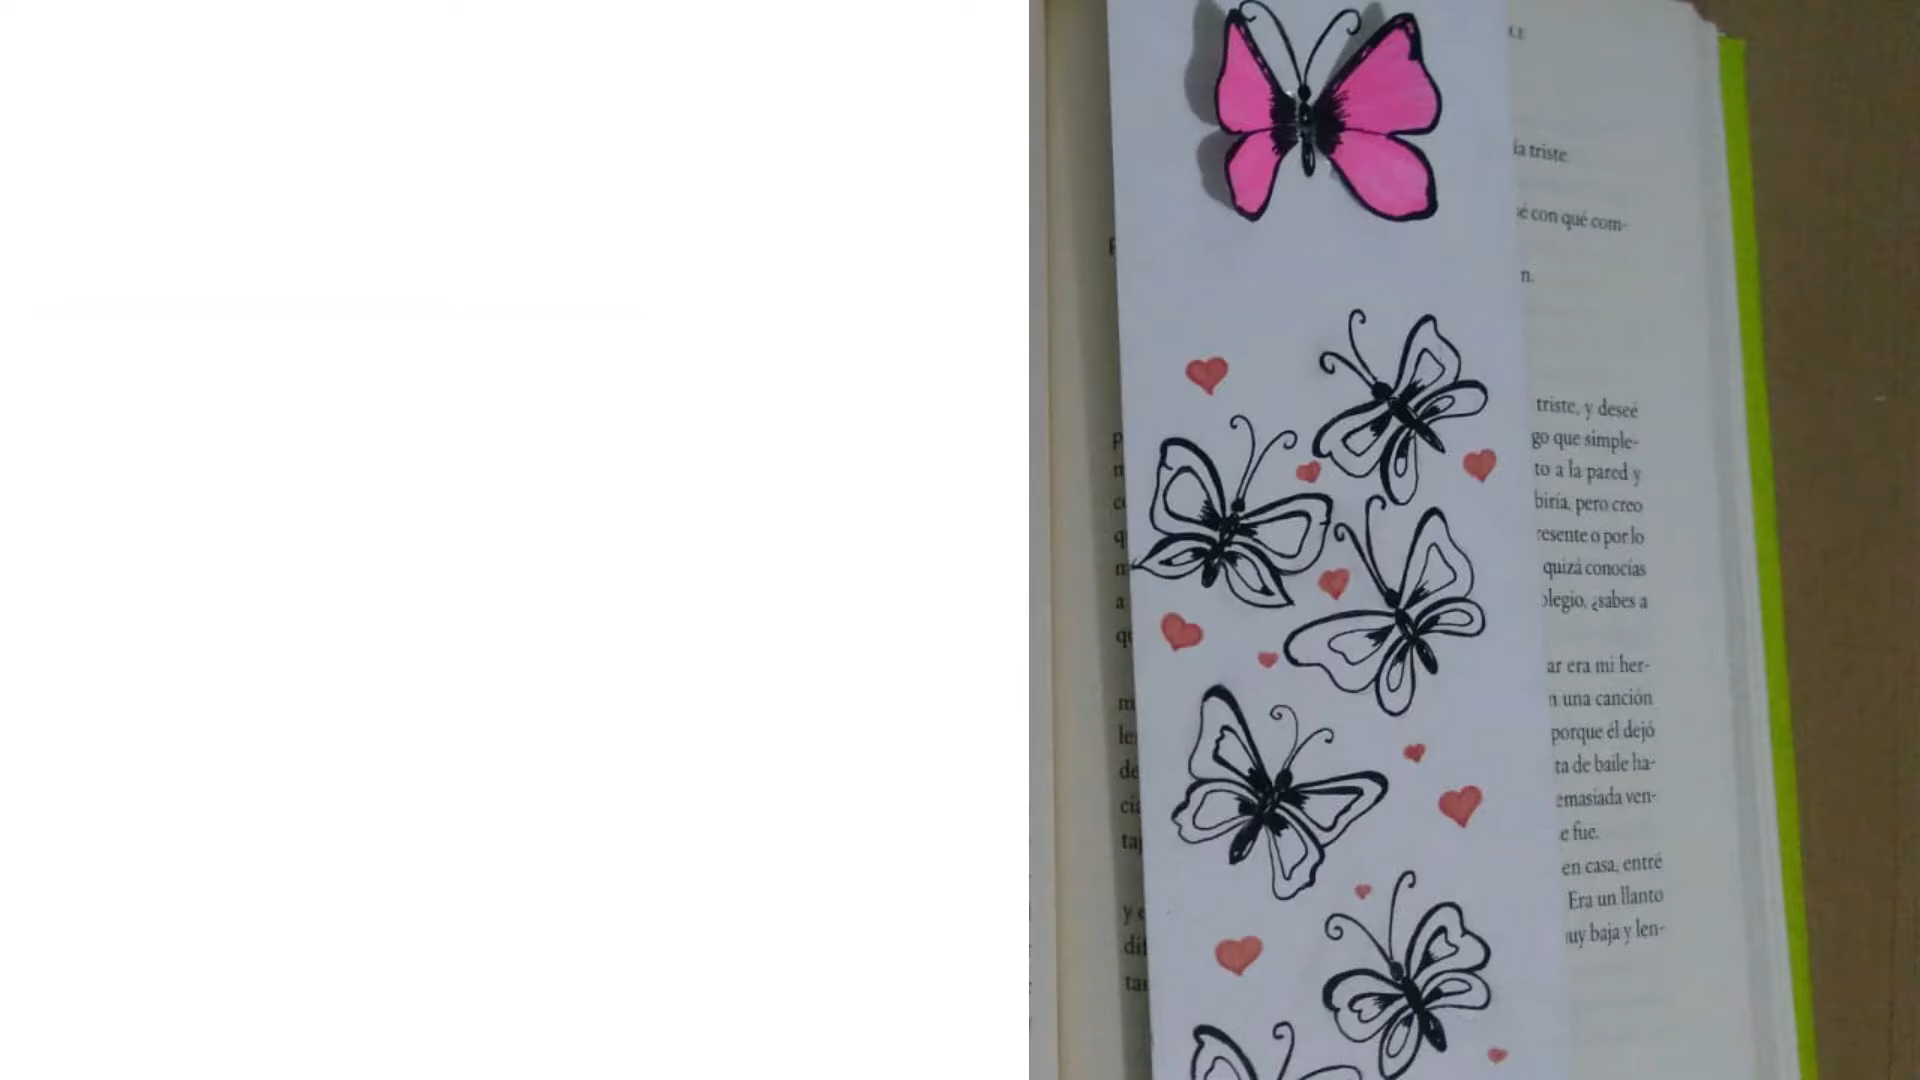 ía triste.
sé con qué com-
n.
triste, y deseé
go que simple-
to a la pared y
biría, pero creo
resente o por lo
quizá conocías
olegio, ¿sabes a
ar era mi her-
n una canción
porque él dejó
ta de baile ha-
emasiada ven-
e fue.
en casa, entré
Era un llanto
uy baja y len-